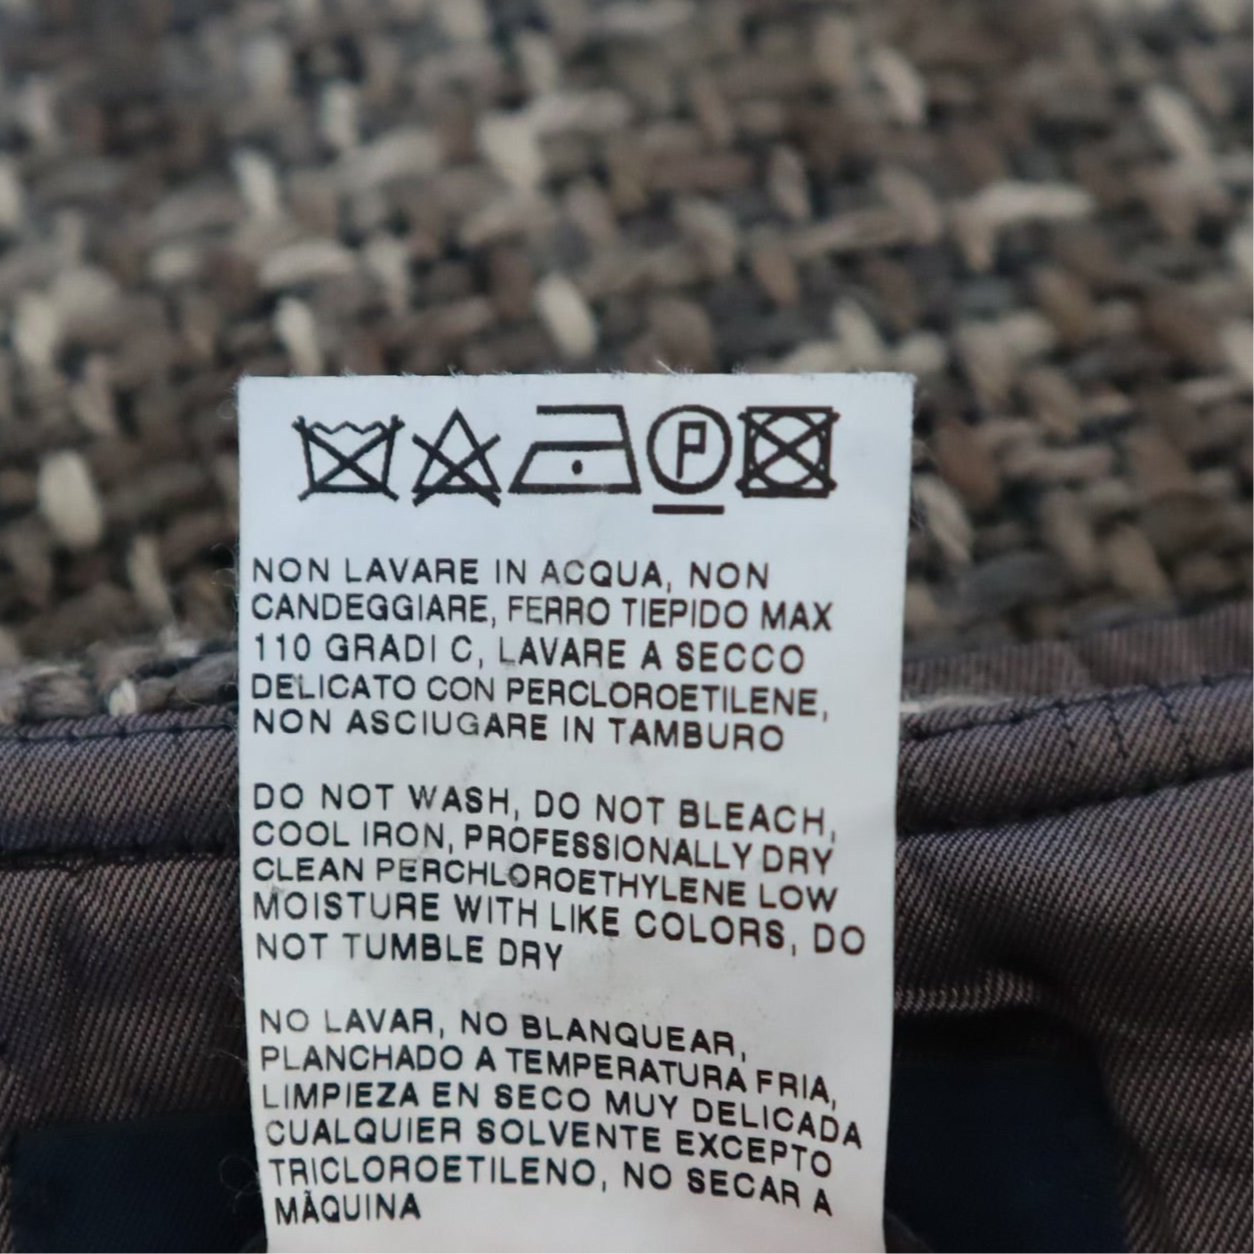 P
NON LAVARE IN ACQUA, NON
CANDEGGIARE, FERRO TIEPIDO MAX
110 GRADI C, LAVARE A SECCO
DELICATO CON PERCLOROETILENE,
NON ASCIUGARE IN TAMBURO
DO NOT WASH, DO NOT BLEACH,
COOL IRON, PROFESSIONALLY DRY
CLEAN PERCHLOROETHYLENE LOW
MOISTURE WITH LIKE COLORS, DO
NOT TUMBLE DRY
NO LAVAR, NO BLANQUEAR,
PLANCHADO A TEMPERATURA FRIA,
LIMPIEZA EN SECO MUY DELICADA
CUALQUIER SOLVENTE EXCEPTO
TRICLOROETILENO, NO SECAR A
MÀQUINA